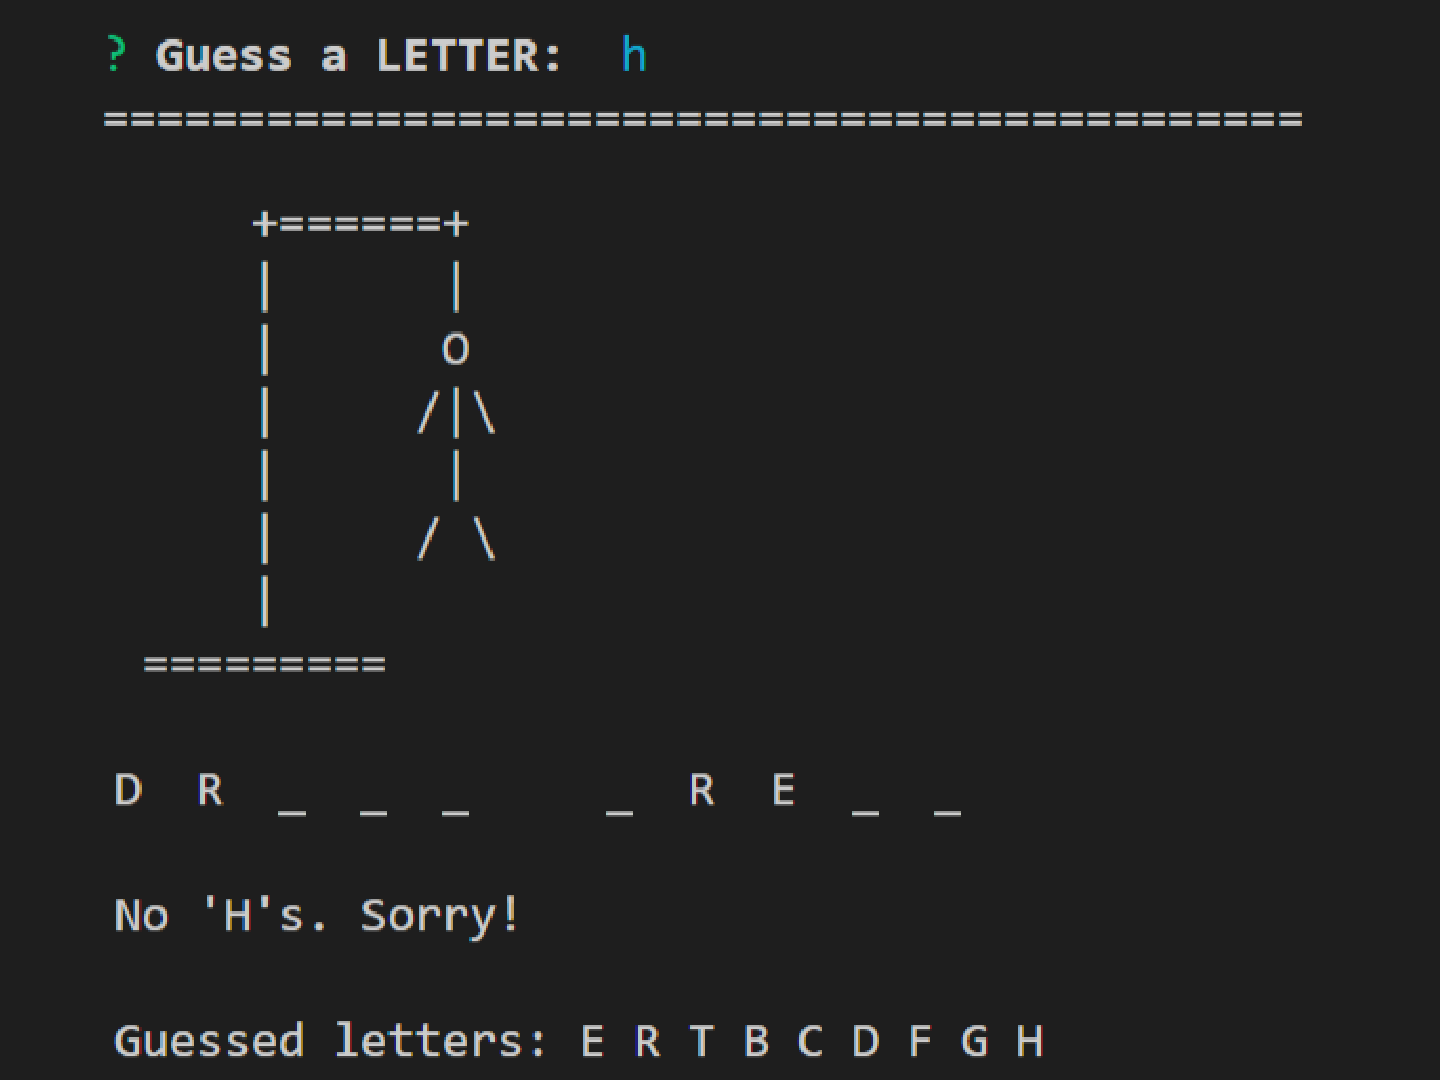 ? Guess a LETTER: h
============================================
+======+
| |
| o
| /|\
| |
| / \
|
=========
D R _ _ _ _ R E _ _
No 'H's. Sorry!
Guessed letters: E R T B C D F G H